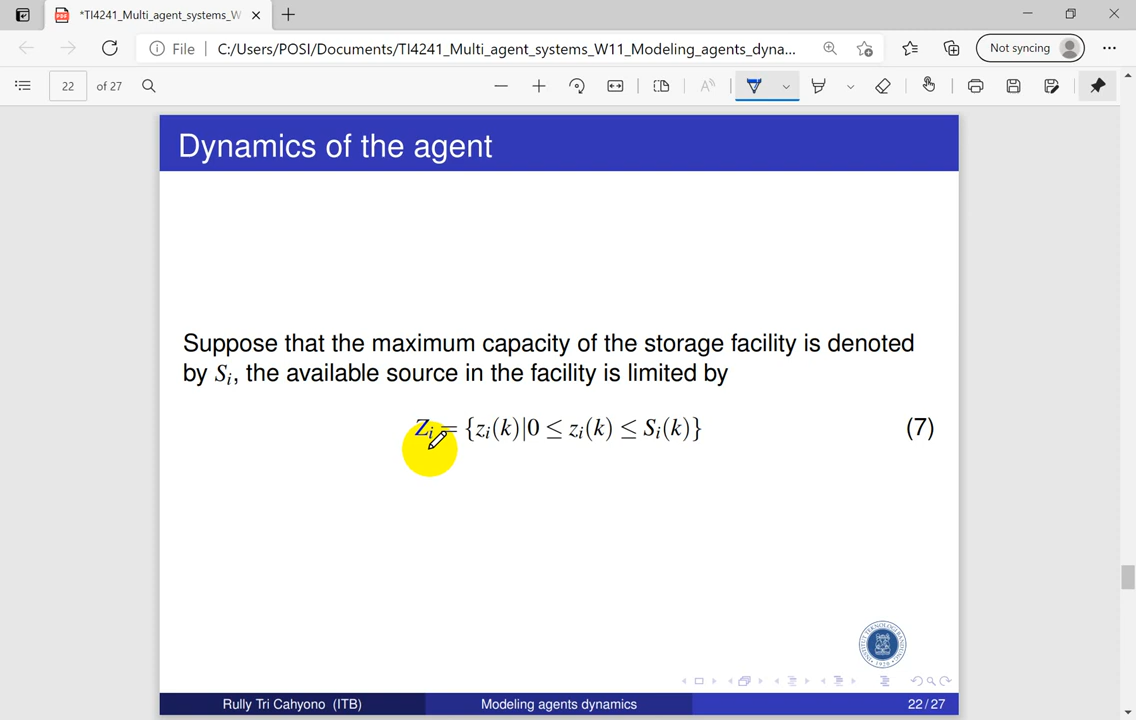 *TI4241_Multi_agent_systems_W
File
C:/Users/POSI/Documents/TI4241_Multi_agent_systems_W11_Modeling_agents_dyna...
Not syncing
22 of 27
Dynamics of the agent
Suppose that the maximum capacity of the storage facility is denoted
by Sᵢ, the available source in the facility is limited by
Zᵢ = {zᵢ(k)|0 ≤ zᵢ(k) ≤ Sᵢ(k)} (7)
Rully Tri Cahyono (ITB) Modeling agents dynamics 22 / 27